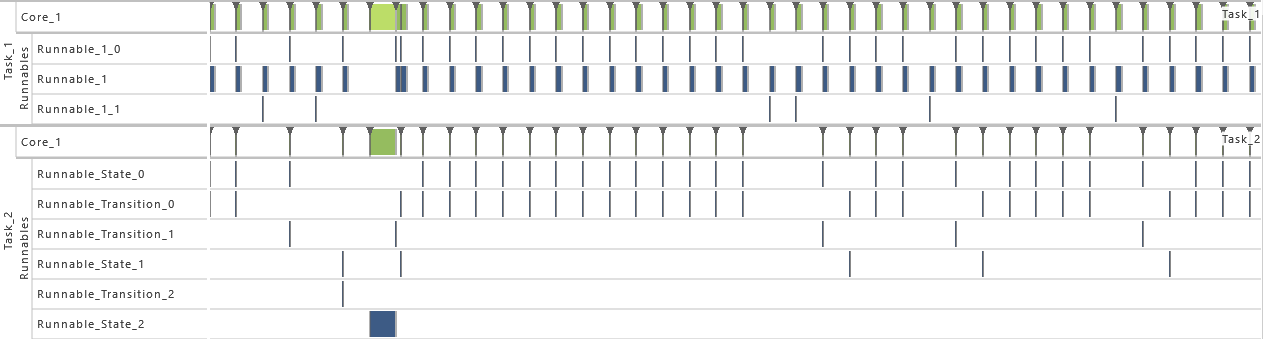 Core_1
Task_1
Task_1
Runnables
Runnable_1_0
Runnable_1
Runnable_1_1
Core_1
Task_2
Task_2
Runnables
Runnable_State_0
Runnable_Transition_0
Runnable_Transition_1
Runnable_State_1
Runnable_Transition_2
Runnable_State_2